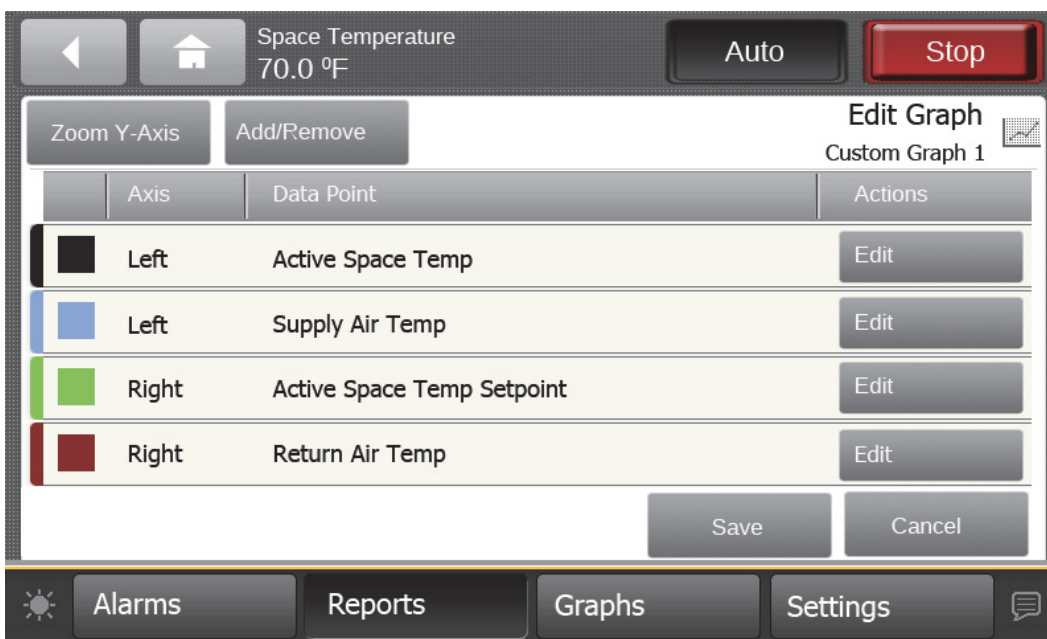 Space Temperature
70.0 ºF
Auto
Stop
Zoom Y-Axis
Add/Remove
Edit Graph
Custom Graph 1
Axis
Data Point
Actions
Left
Active Space Temp
Edit
Left
Supply Air Temp
Edit
Right
Active Space Temp Setpoint
Edit
Right
Return Air Temp
Edit
Save
Cancel
Alarms
Reports
Graphs
Settings